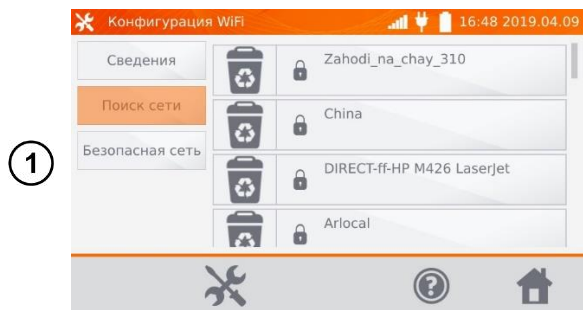 Конфигурация WiFi 16:48 2019.04.09
Сведения
Поиск сети
Безопасная сеть
Zahodi_na_chay_310
China
DIRECT-ff-HP M426 LaserJet
Arlocal
1